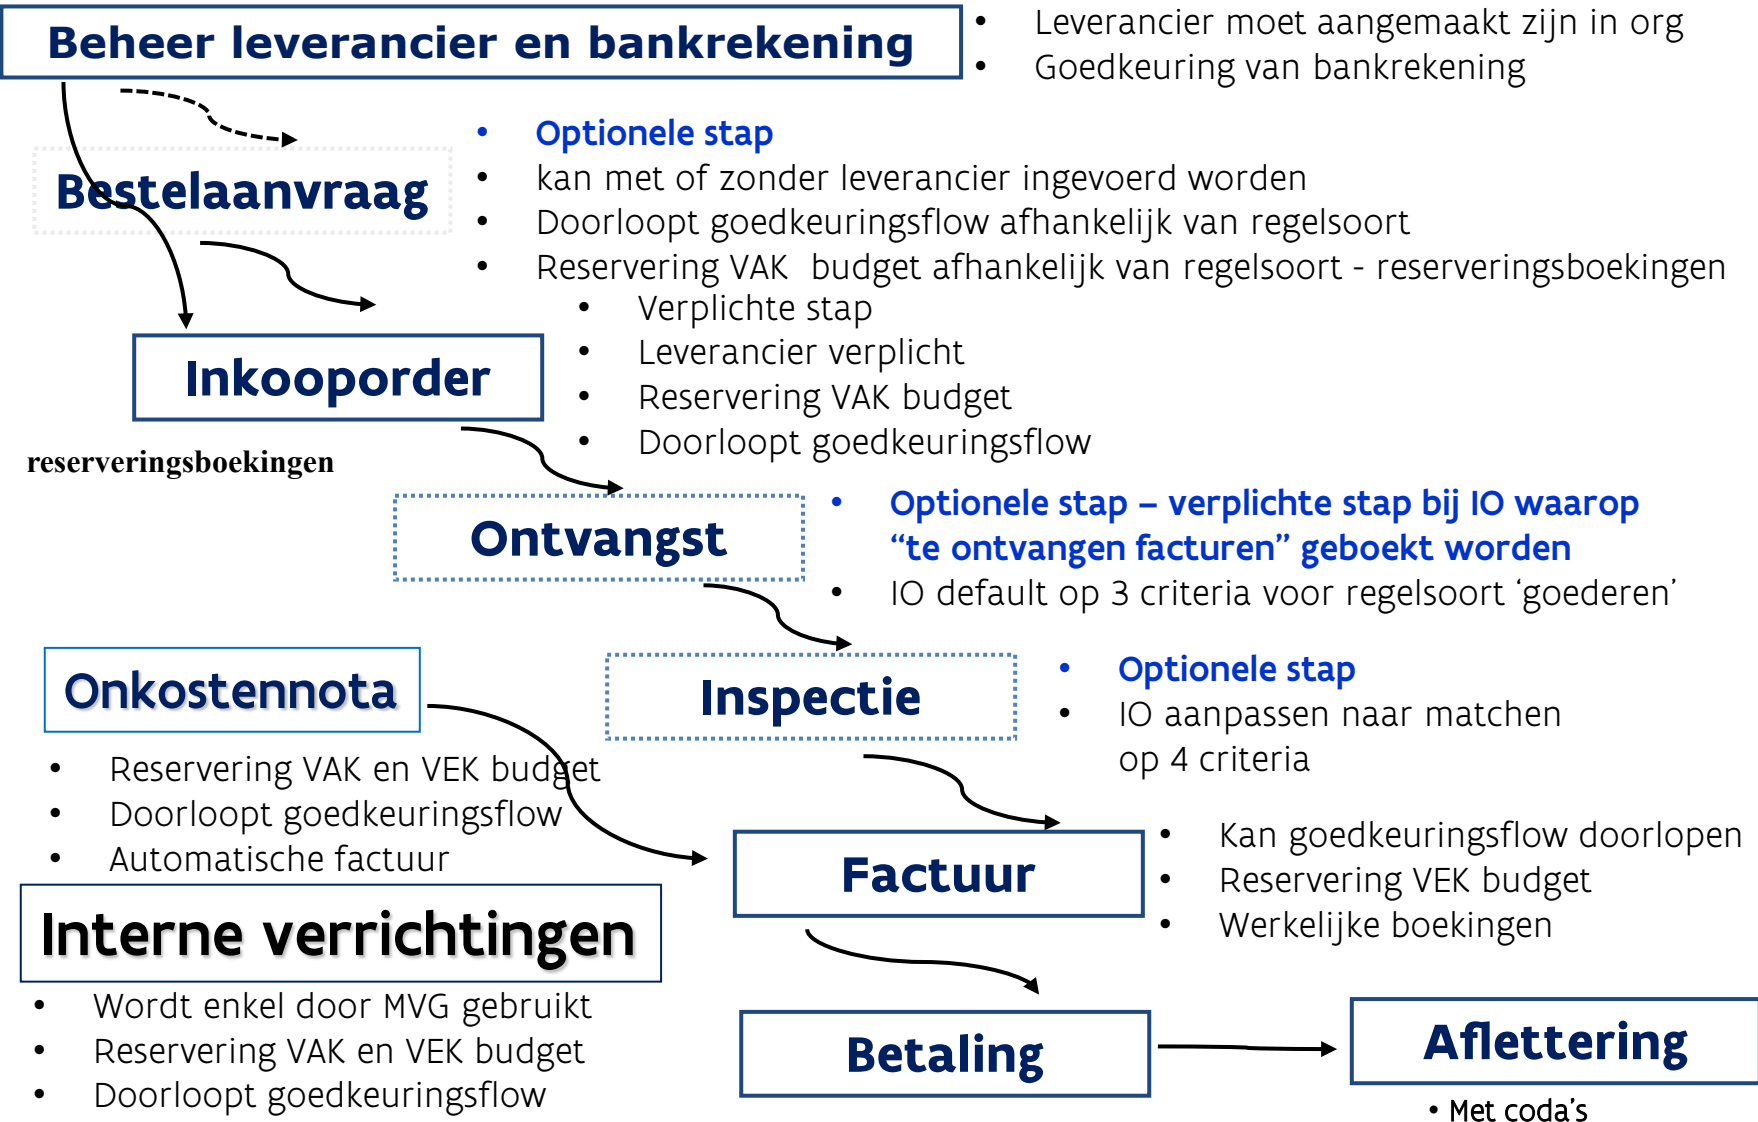 Beheer leverancier en bankrekening
• Leverancier moet aangemaakt zijn in org
• Goedkeuring van bankrekening
Bestelaanvraag
• Optionele stap
• kan met of zonder leverancier ingevoerd worden
• Doorloopt goedkeuringsflow afhankelijk van regelsoort
• Reservering VAK  budget afhankelijk van regelsoort - reserveringsboekingen
Inkooporder
• Verplichte stap
• Leverancier verplicht
• Reservering VAK budget
• Doorloopt goedkeuringsflow
reserveringsboekingen
Ontvangst
• Optionele stap – verplichte stap bij IO waarop
“te ontvangen facturen” geboekt worden
• IO default op 3 criteria voor regelsoort ‘goederen’
Inspectie
• Optionele stap
• IO aanpassen naar matchen
op 4 criteria
Onkostennota
• Reservering VAK en VEK budget
• Doorloopt goedkeuringsflow
• Automatische factuur
Factuur
• Kan goedkeuringsflow doorlopen
• Reservering VEK budget
• Werkelijke boekingen
Interne verrichtingen
• Wordt enkel door MVG gebruikt
• Reservering VAK en VEK budget
• Doorloopt goedkeuringsflow
Betaling
Aflettering
• Met coda’s